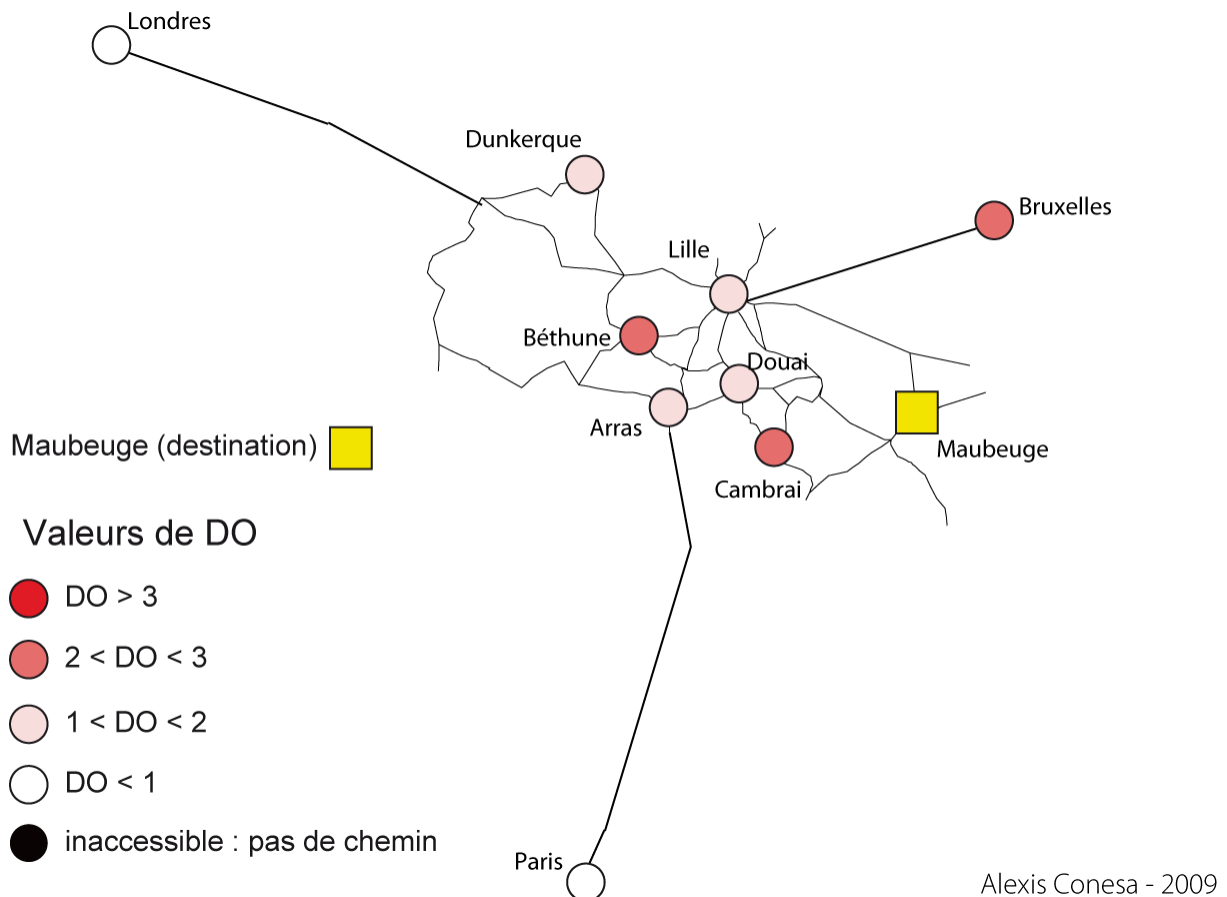 Londres
Dunkerque
Bruxelles
Lille
Béthune
Douai
Arras
Maubeuge (destination)
Maubeuge
Cambrai
Valeurs de DO
DO > 3
2 < DO < 3
1 < DO < 2
DO < 1
inaccessible : pas de chemin
Paris
Alexis Conesa - 2009